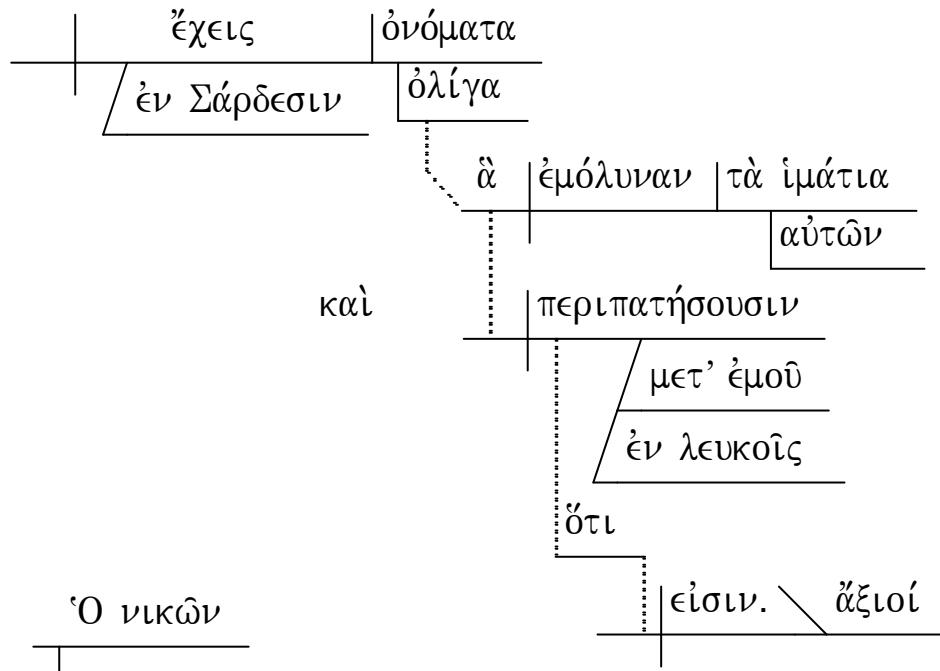 ἔχεις ὀνόματα
ἐν Σάρδεσιν ὀλίγα
ἃ ἐμόλυναν τὰ ἱμάτια
αὐτῶν
καὶ περιπατήσουσιν
μετ’ ἐμοῦ
ἐν λευκοῖς
ὅτι
εἰσιν. ἄξιοί
Ὁ νικῶν